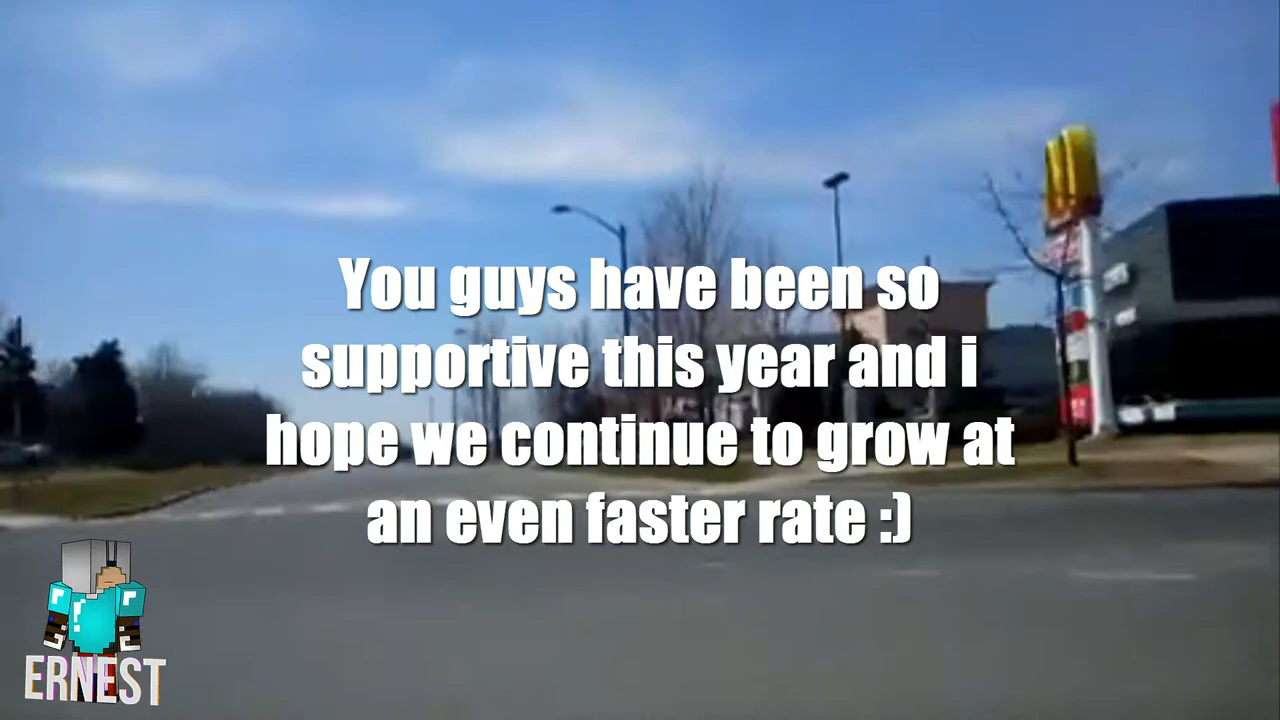 You guys have been so
supportive this year and i
hope we continue to grow at
an even faster rate :)
ERNEST